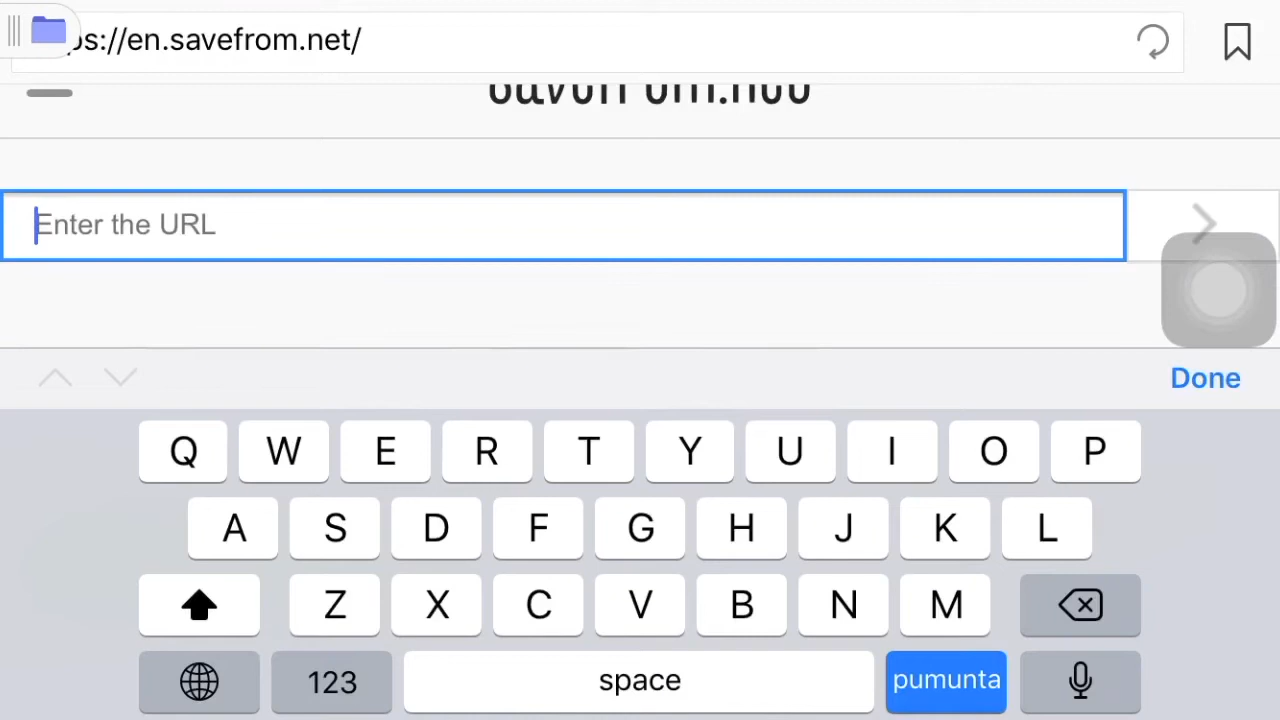 ps://en.savefrom.net/
Enter the URL
Done
Q W E R T Y U I O P
A S D F G H J K L
Z X C V B N M
123 space pumunta